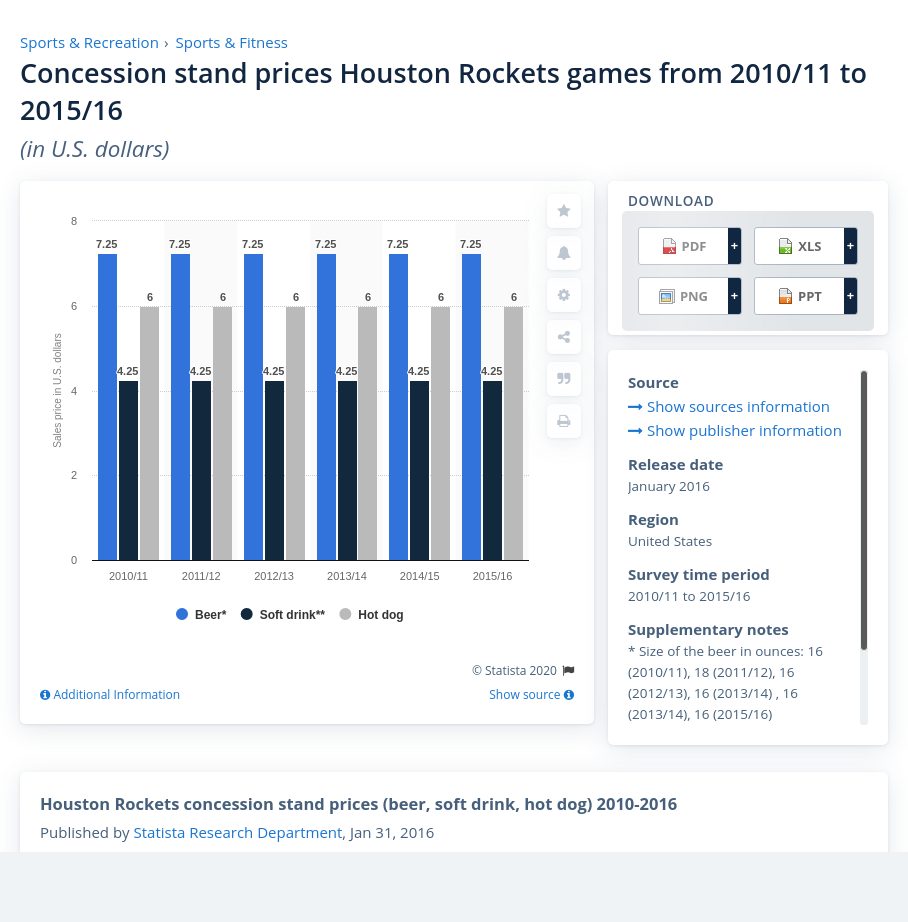 Sports & Recreation › Sports & Fitness
Concession stand prices Houston Rockets games from 2010/11 to
2015/16
(in U.S. dollars)
DOWNLOAD
PDF +
XLS +
PNG +
PPT +
8
6
4
2
0
Sales price in U.S. dollars
7.25 7.25 7.25 7.25 7.25 7.25
6 6 6 6 6 6
4.25 4.25 4.25 4.25 4.25 4.25
2010/11 2011/12 2012/13 2013/14 2014/15 2015/16
Beer* Soft drink** Hot dog
© Statista 2020
Additional Information
Show source
Source
Show sources information
Show publisher information
Release date
January 2016
Region
United States
Survey time period
2010/11 to 2015/16
Supplementary notes
* Size of the beer in ounces: 16
(2010/11), 18 (2011/12), 16
(2012/13), 16 (2013/14) , 16
(2013/14), 16 (2015/16)
Houston Rockets concession stand prices (beer, soft drink, hot dog) 2010-2016
Published by Statista Research Department, Jan 31, 2016